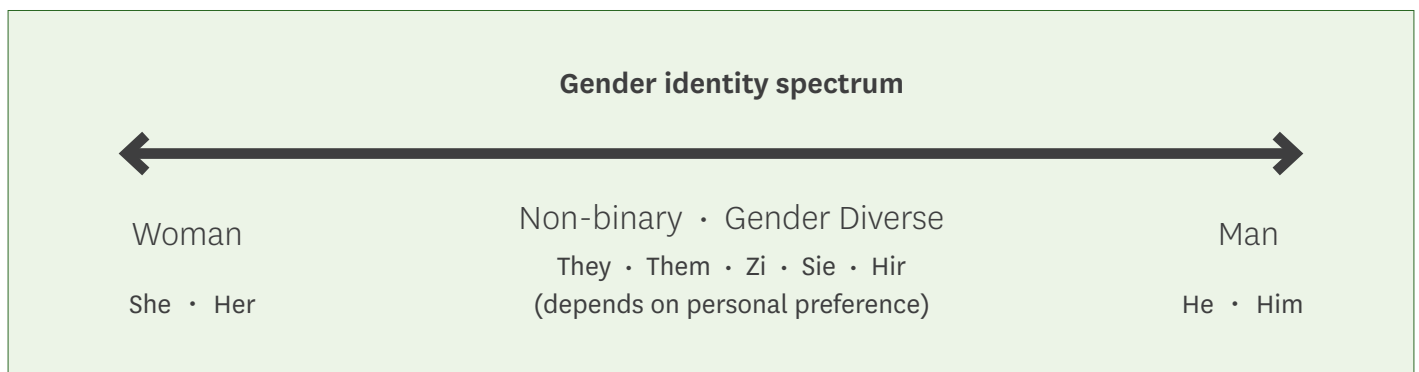 Gender identity spectrum
Woman
She · Her
Non-binary · Gender Diverse
They · Them · Zi · Sie · Hir
(depends on personal preference)
Man
He · Him